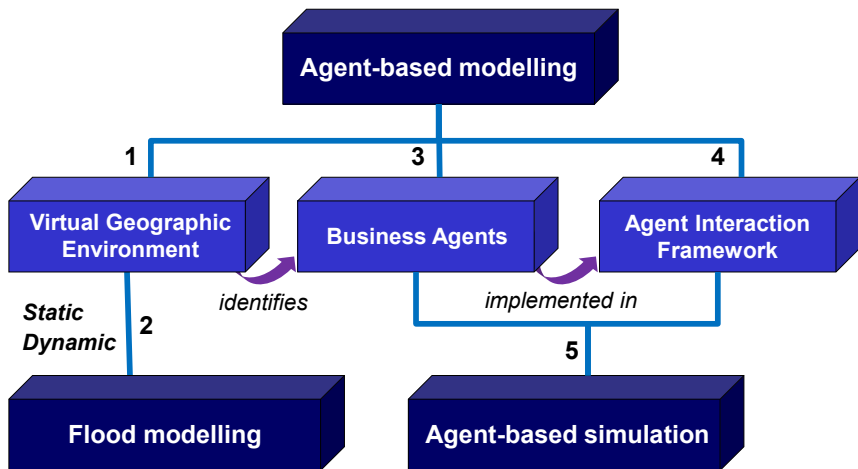 Agent-based modelling
1
3
4
Virtual Geographic
Environment
Business Agents
Agent Interaction
Framework
identifies
implemented in
Static
Dynamic
2
5
Flood modelling
Agent-based simulation